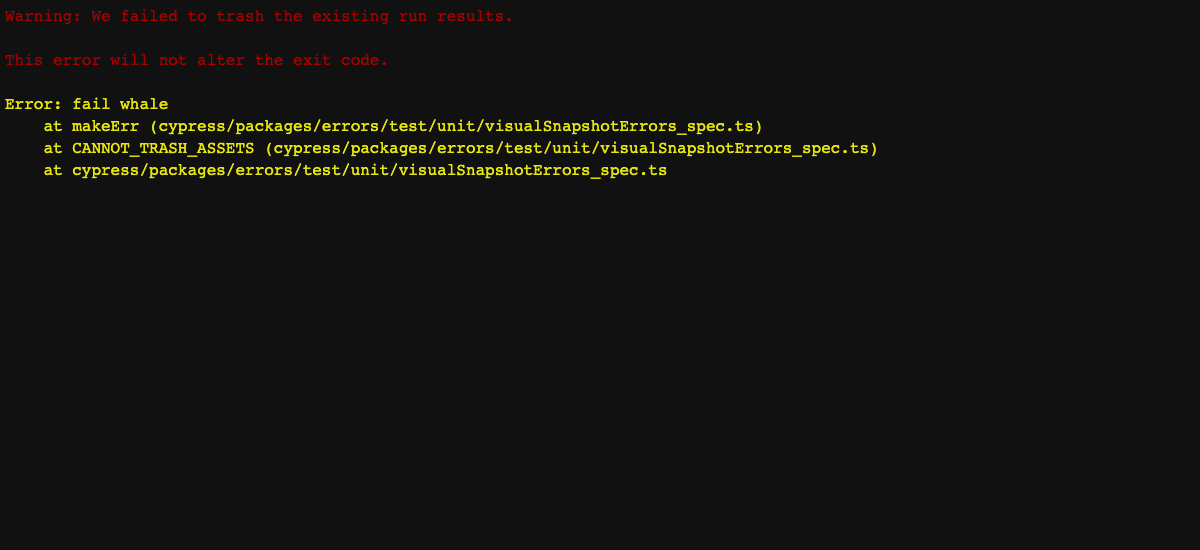 Warning: We failed to trash the existing run results.
This error will not alter the exit code.
Error: fail whale
at makeErr (cypress/packages/errors/test/unit/visualSnapshotErrors_spec.ts)
at CANNOT_TRASH_ASSETS (cypress/packages/errors/test/unit/visualSnapshotErrors_spec.ts)
at cypress/packages/errors/test/unit/visualSnapshotErrors_spec.ts